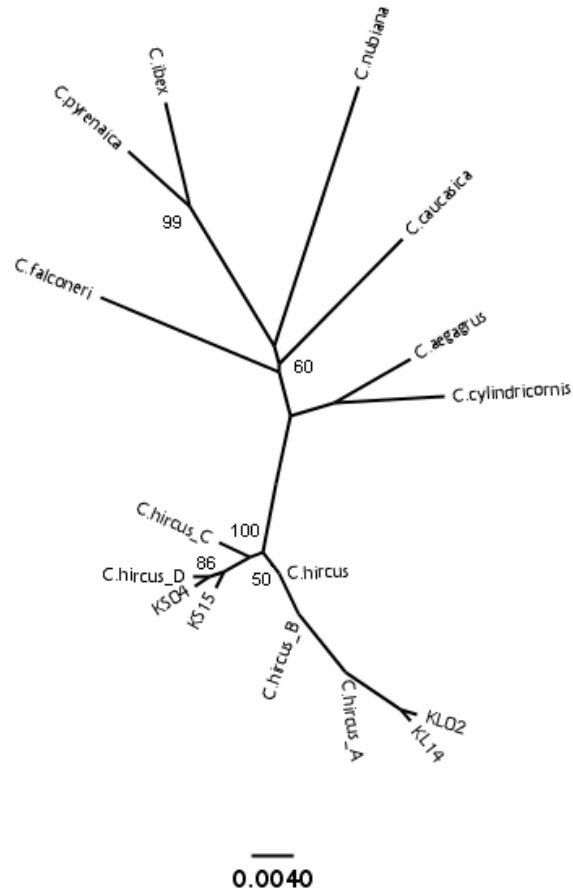 C.nubiana
C.ibex
C.pyrenaica
C.caucasica
99
C.falconeri
C.aegagrus
60
C.cylindricornis
C.hircus_C
100
86
C.hircus_D
50
C.hircus
KS04
KS15
C.hircus_B
C.hircus_A
KL02
KL14
0.0040